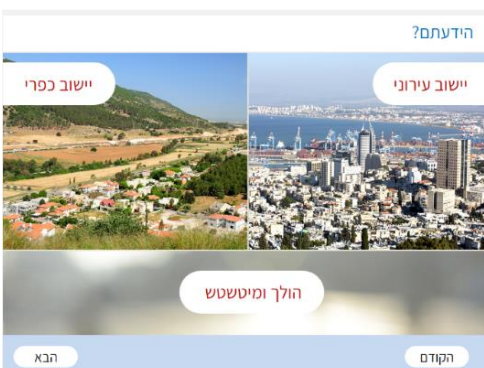 הידעתם?
יישוב עירוני
יישוב כפרי
הולך ומיטשטש
הקודם
הבא